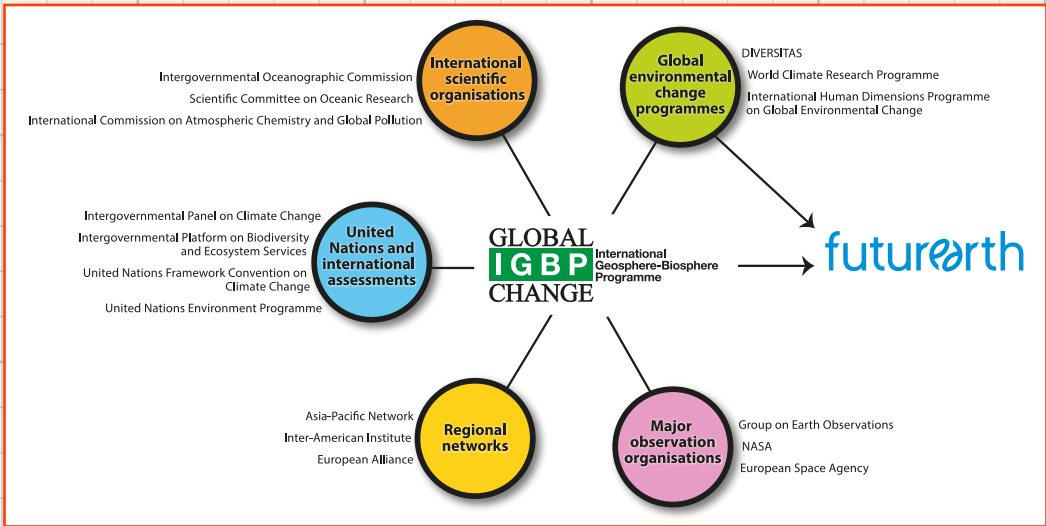 International
scientific
organisations
Intergovernmental Oceanographic Commission
Scientific Committee on Oceanic Research
International Commission on Atmospheric Chemistry and Global Pollution
Global
environmental
change
programmes
DIVERSITAS
World Climate Research Programme
International Human Dimensions Programme
on Global Environmental Change
United
Nations and
international
assessments
Intergovernmental Panel on Climate Change
Intergovernmental Platform on Biodiversity
and Ecosystem Services
United Nations Framework Convention on
Climate Change
United Nations Environment Programme
GLOBAL
IGBP
CHANGE
International
Geosphere-Biosphere
Programme
futurearth
Regional
networks
Asia-Pacific Network
Inter-American Institute
European Alliance
Major
observation
organisations
Group on Earth Observations
NASA
European Space Agency